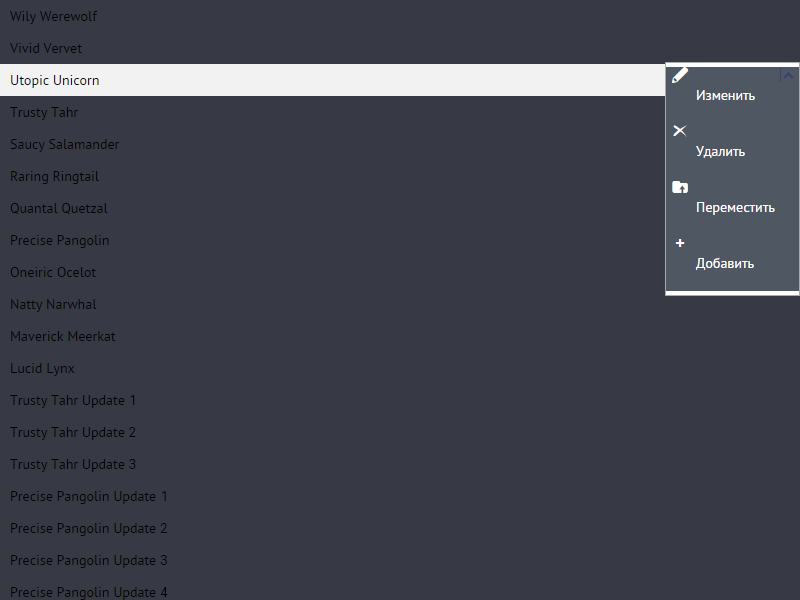 Wily Werewolf
Vivid Vervet
Utopic Unicorn
Trusty Tahr
Saucy Salamander
Raring Ringtail
Quantal Quetzal
Precise Pangolin
Oneiric Ocelot
Natty Narwhal
Maverick Meerkat
Lucid Lynx
Trusty Tahr Update 1
Trusty Tahr Update 2
Trusty Tahr Update 3
Precise Pangolin Update 1
Precise Pangolin Update 2
Precise Pangolin Update 3
Precise Pangolin Update 4
Изменить
Удалить
Переместить
Добавить